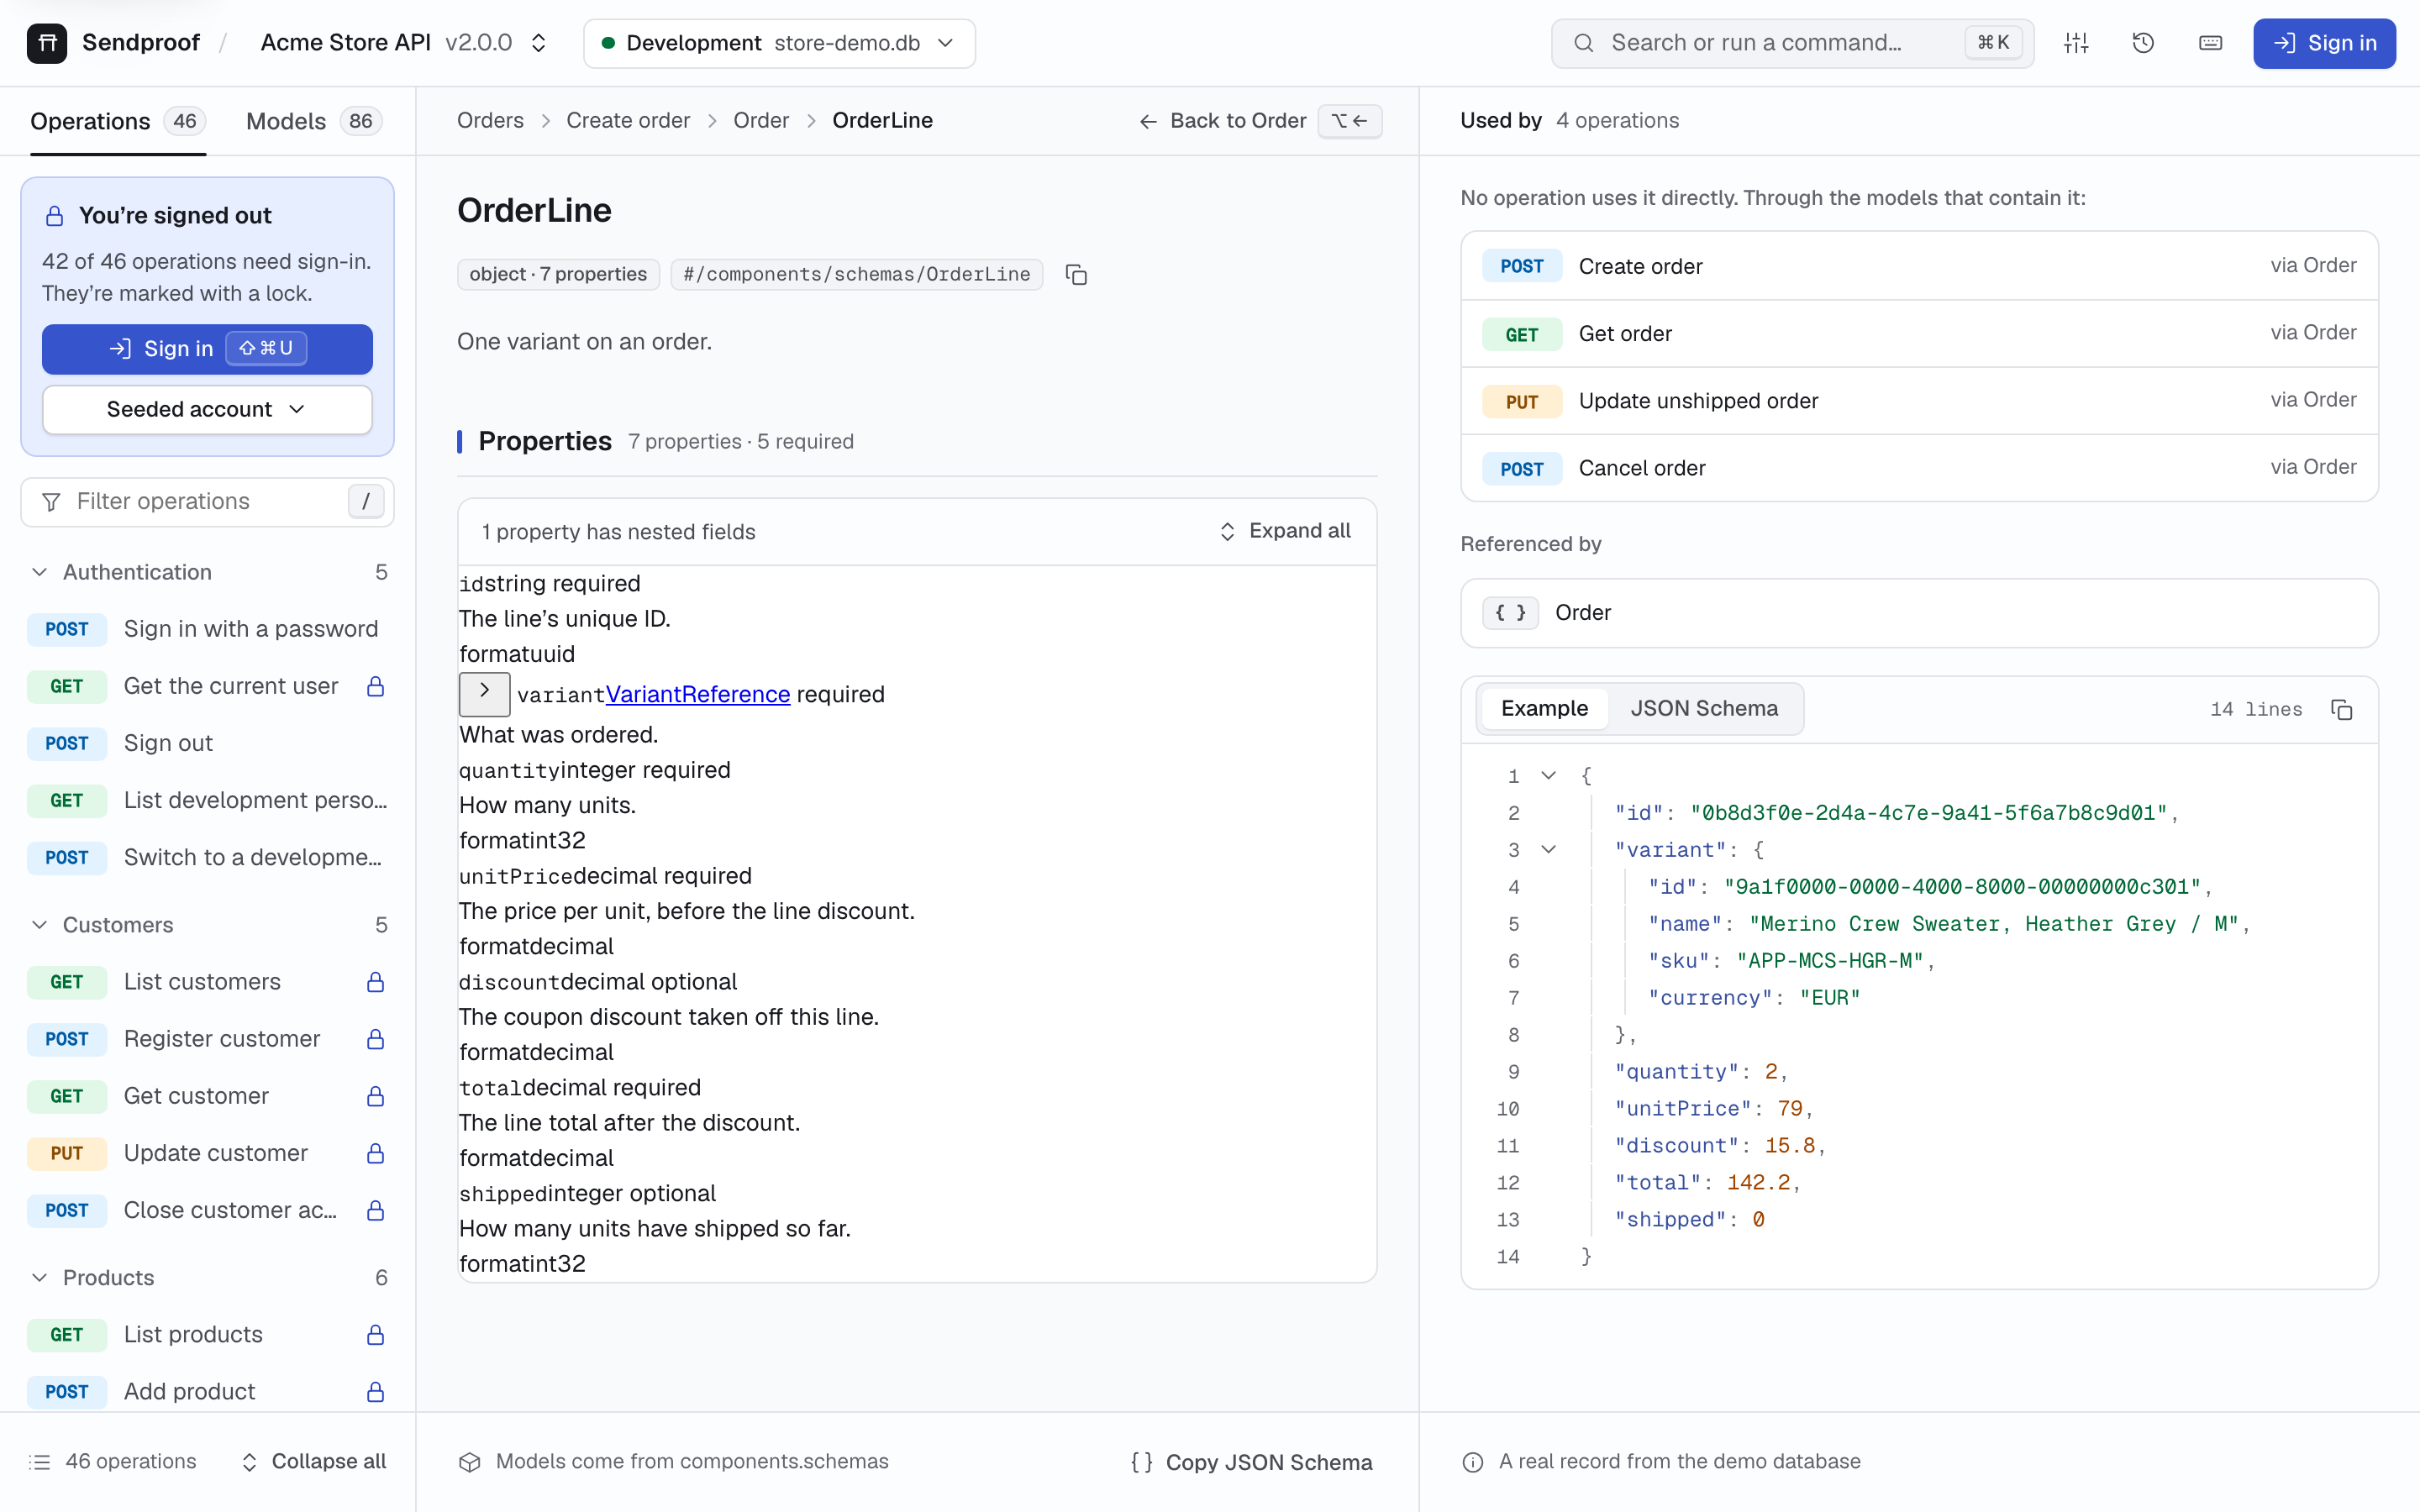 Sendproof / Acme Store API v2.0.0
Development store-demo.db
Search or run a command… ⌘K
Sign in
Operations 46 Models 86
You’re signed out
42 of 46 operations need sign-in.
They’re marked with a lock.
Sign in ⇧⌘U
Seeded account
Filter operations /
Authentication 5
POST Sign in with a password
GET Get the current user
POST Sign out
GET List development perso…
POST Switch to a developme…
Customers 5
GET List customers
POST Register customer
GET Get customer
PUT Update customer
POST Close customer ac…
Products 6
GET List products
POST Add product
46 operations Collapse all
Orders > Create order > Order > OrderLine
← Back to Order ⌥←
OrderLine
object · 7 properties #/components/schemas/OrderLine
One variant on an order.
Properties 7 properties · 5 required
1 property has nested fields Expand all
idstring required
The line’s unique ID.
formatuuid
variantVariantReference required
What was ordered.
quantityinteger required
How many units.
formatint32
unitPricedecimal required
The price per unit, before the line discount.
formatdecimal
discountdecimal optional
The coupon discount taken off this line.
formatdecimal
totaldecimal required
The line total after the discount.
formatdecimal
shippedinteger optional
How many units have shipped so far.
formatint32
Models come from components.schemas
{ } Copy JSON Schema
Used by 4 operations
No operation uses it directly. Through the models that contain it:
POST Create order via Order
GET Get order via Order
PUT Update unshipped order via Order
POST Cancel order via Order
Referenced by
{ } Order
Example JSON Schema 14 lines
1 {
2 "id": "0b8d3f0e-2d4a-4c7e-9a41-5f6a7b8c9d01",
3 "variant": {
4 "id": "9a1f0000-0000-4000-8000-00000000c301",
5 "name": "Merino Crew Sweater, Heather Grey / M",
6 "sku": "APP-MCS-HGR-M",
7 "currency": "EUR"
8 },
9 "quantity": 2,
10 "unitPrice": 79,
11 "discount": 15.8,
12 "total": 142.2,
13 "shipped": 0
14 }
A real record from the demo database